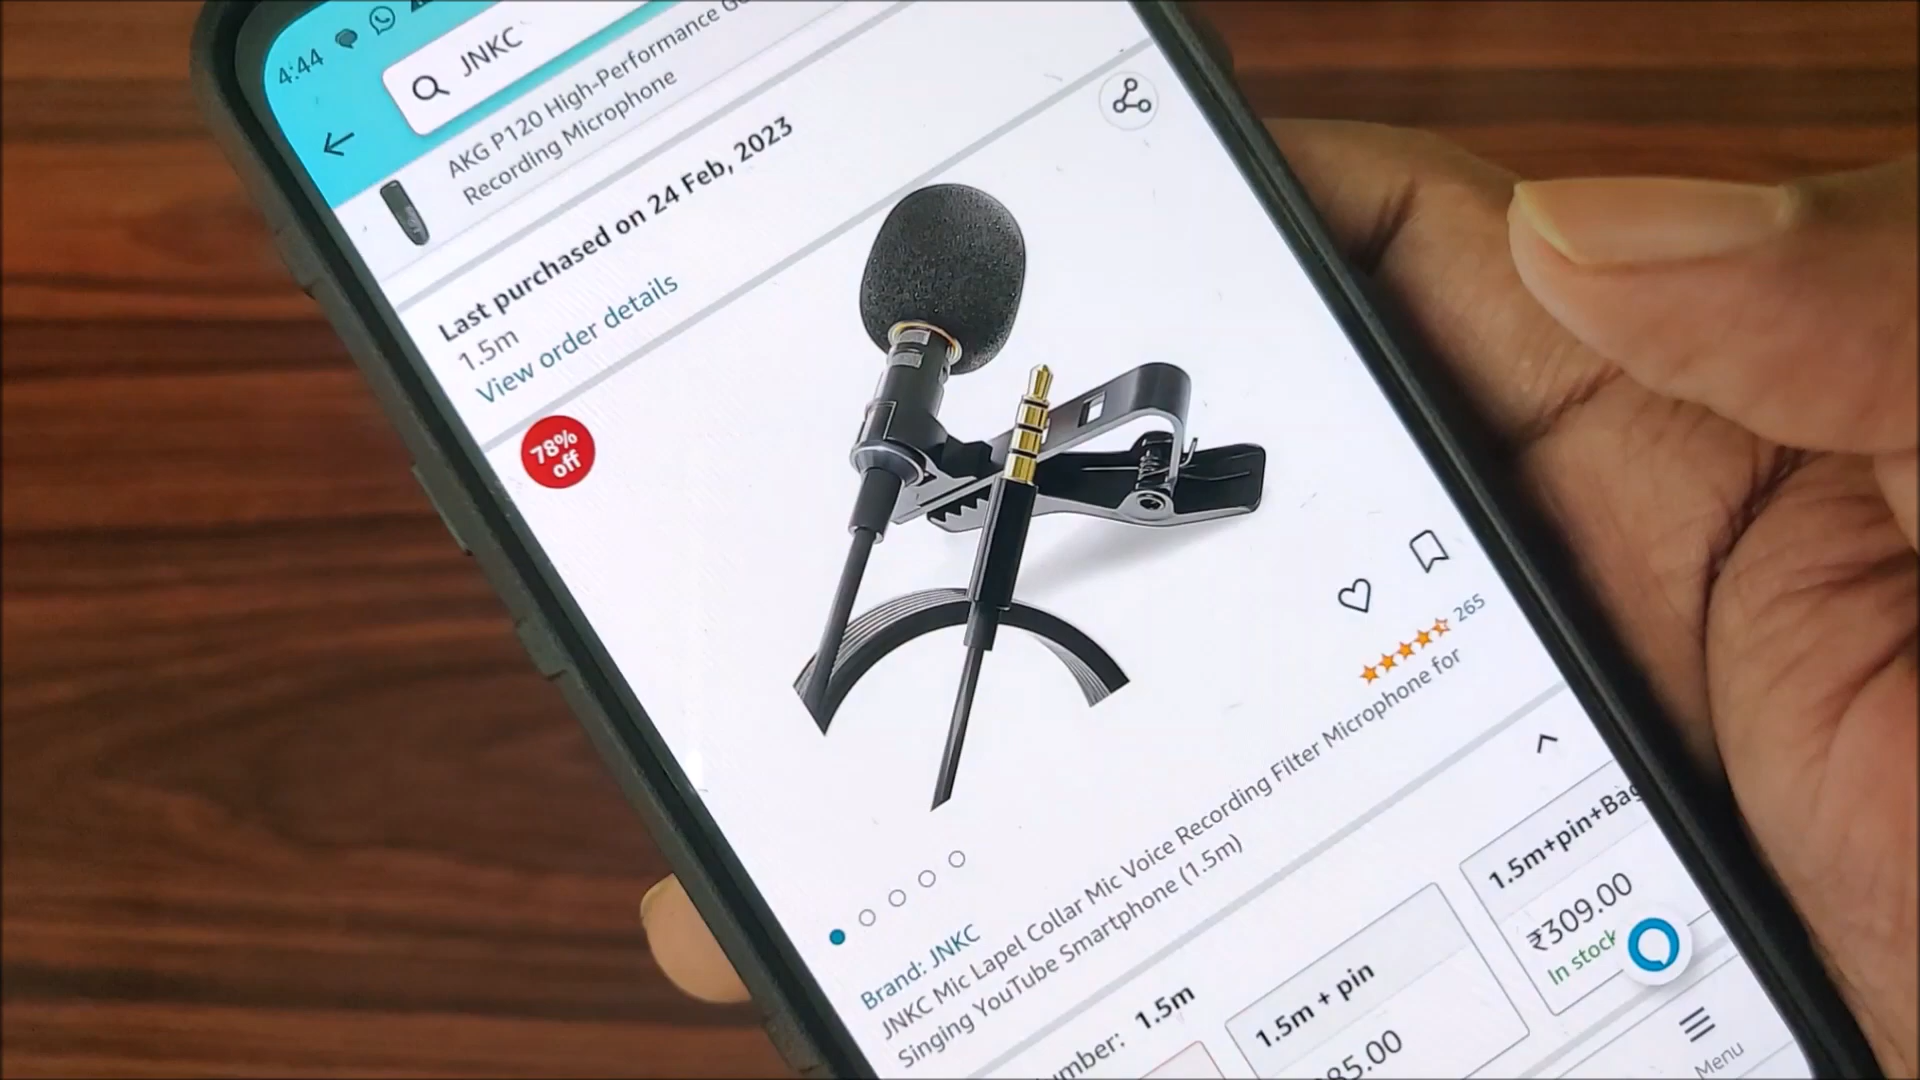 4:44
JNKC
AKG P120 High-Performance
Recording Microphone
Last purchased on 24 Feb, 2023
1.5m
View order details
78%
off
265
Brand: JNKC
JNKC Mic Lapel Collar Mic Voice Recording Filter Microphone for
Singing YouTube Smartphone (1.5m)
1.5m
1.5m + pin
85.00
1.5m+pin+Bag
₹309.00
In stock
Menu